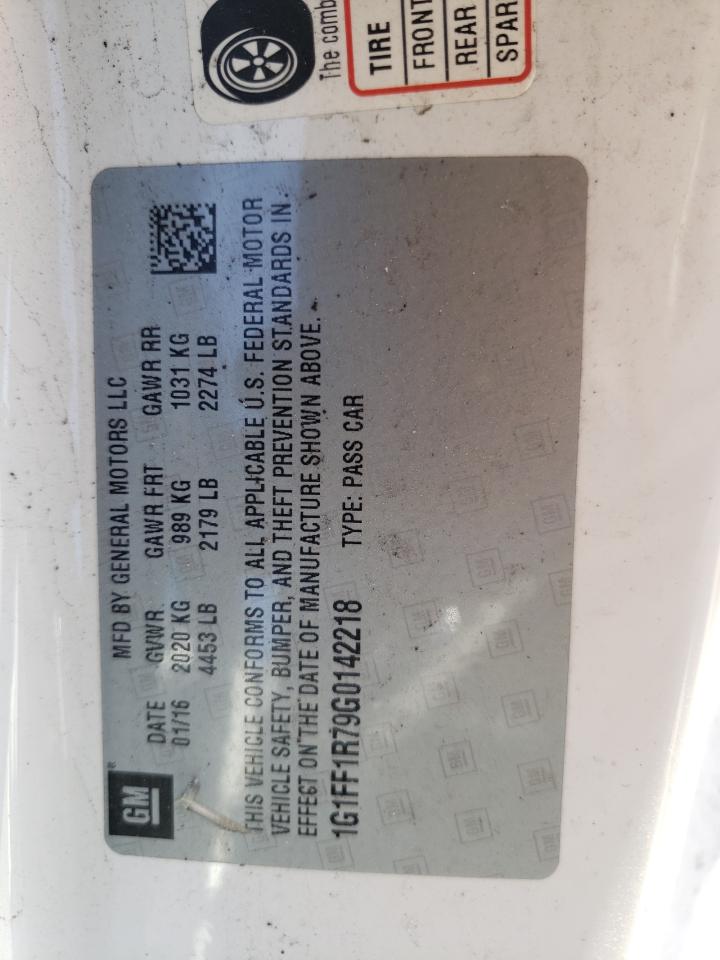 The comb
TIRE
FRONT
REAR
SPAR
GM
MFD BY GENERAL MOTORS LLC
DATE GVWR GAWR FRT GAWR RR
01/16 2020 KG 989 KG 1031 KG
4453 LB 2179 LB 2274 LB
THIS VEHICLE CONFORMS TO ALL APPLICABLE U.S. FEDERAL MOTOR
VEHICLE SAFETY, BUMPER, AND THEFT PREVENTION STANDARDS IN
EFFECT ON THE DATE OF MANUFACTURE SHOWN ABOVE.
1G1FF1R79G0142218 TYPE: PASS CAR